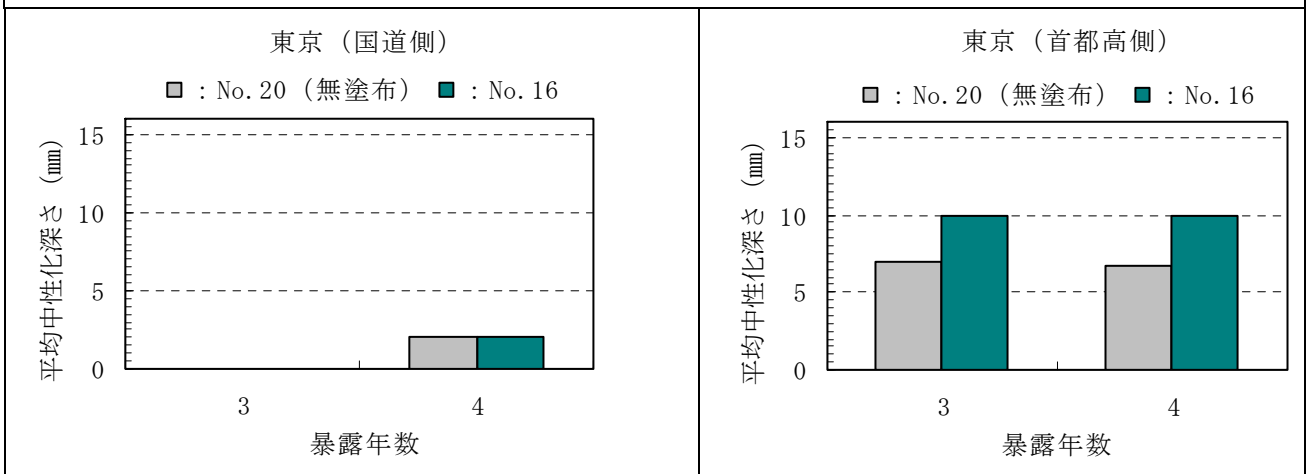 東京（国道側）
■ : No.20（無塗布） ■ : No.16
平均中性化深さ（㎜）
15
10
5
0
3 4
暴露年数
東京（首都高側）
■ : No.20（無塗布） ■ : No.16
平均中性化深さ（㎜）
15
10
5
0
3 4
暴露年数